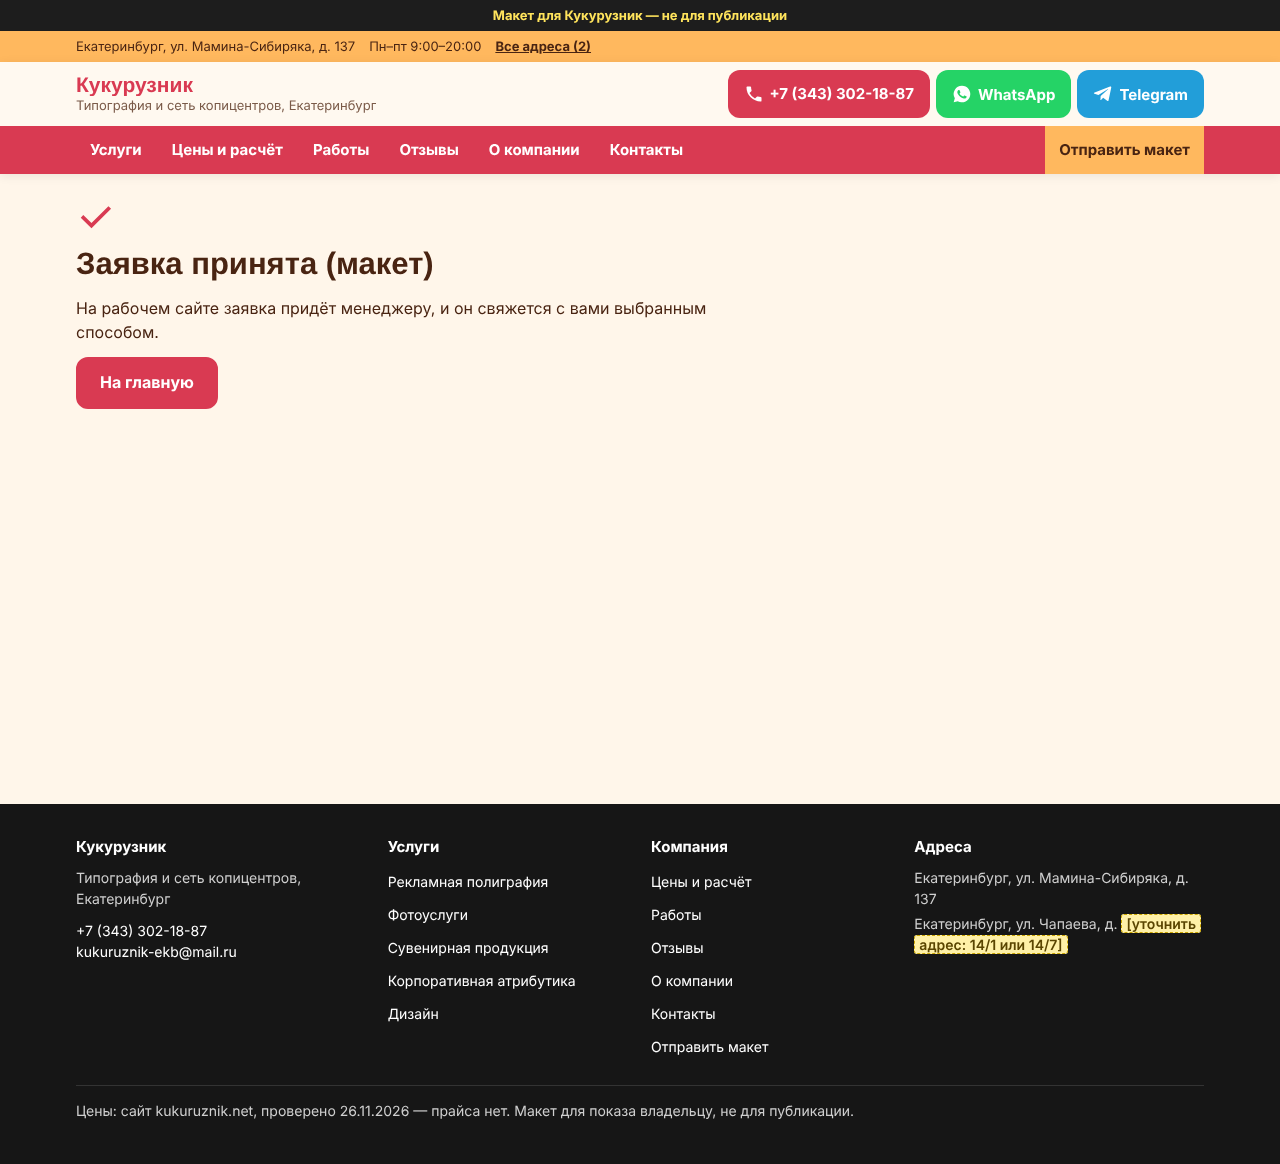 Макет для Кукурузник — не для публикации
Екатеринбург, ул. Мамина-Сибиряка, д. 137 Пн–пт 9:00–20:00 Все адреса (2)
Кукурузник
Типография и сеть копицентров, Екатеринбург
+7 (343) 302-18-87 WhatsApp Telegram
Услуги Цены и расчёт Работы Отзывы О компании Контакты Отправить макет
Заявка принята (макет)
На рабочем сайте заявка придёт менеджеру, и он свяжется с вами выбранным
способом.
На главную
Кукурузник
Типография и сеть копицентров,
Екатеринбург
+7 (343) 302-18-87
kukuruznik-ekb@mail.ru
Услуги
Рекламная полиграфия
Фотоуслуги
Сувенирная продукция
Корпоративная атрибутика
Дизайн
Компания
Цены и расчёт
Работы
Отзывы
О компании
Контакты
Отправить макет
Адреса
Екатеринбург, ул. Мамина-Сибиряка, д.
137
Екатеринбург, ул. Чапаева, д. [уточнить
адрес: 14/1 или 14/7]
Цены: сайт kukuruznik.net, проверено 26.11.2026 — прайса нет. Макет для показа владельцу, не для публикации.